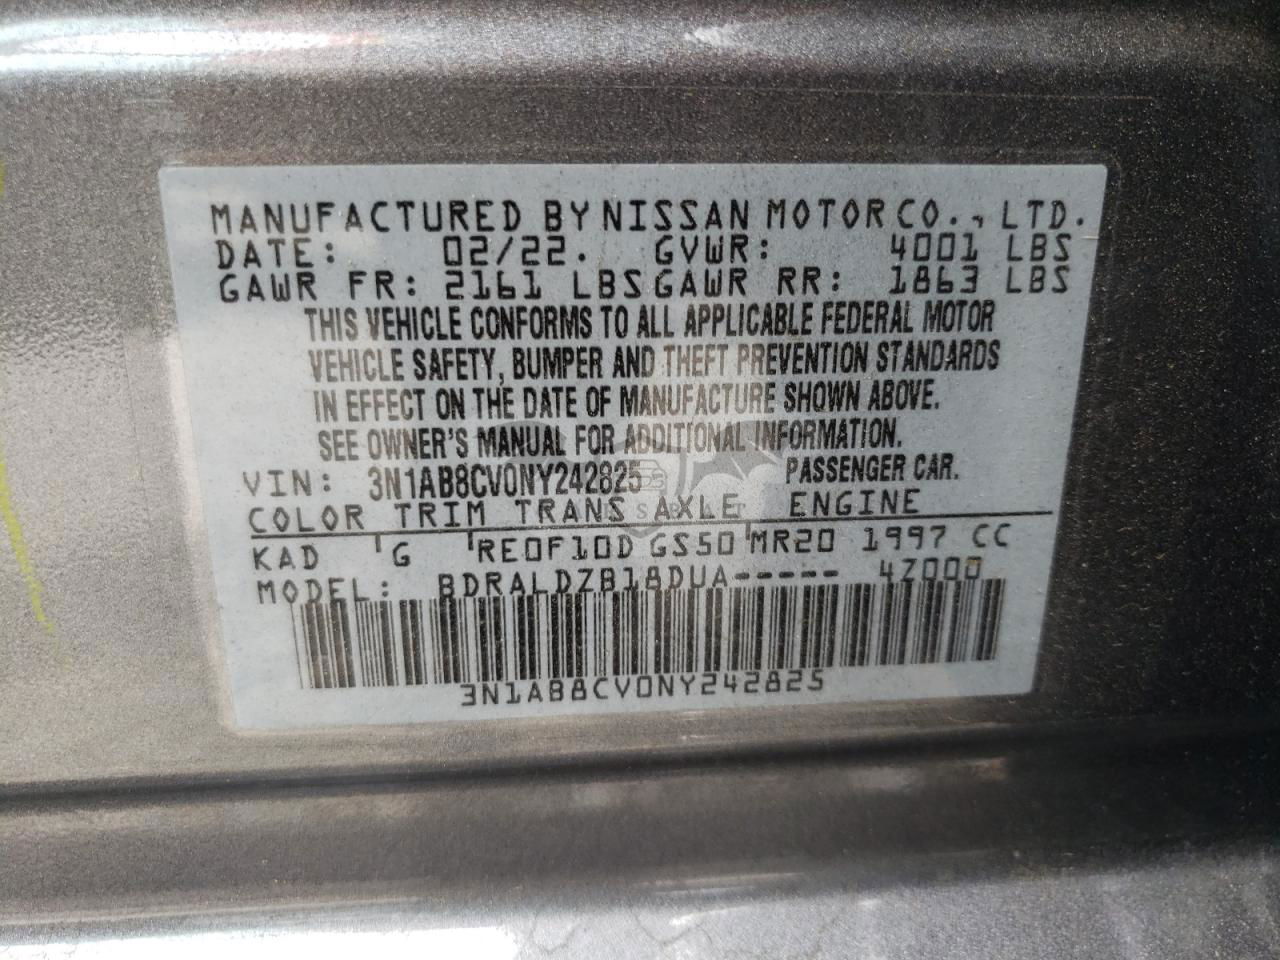 MANUFACTURED BY NISSAN MOTOR CO., LTD.
DATE: 02/22. GVWR: 4001 LBS
GAWR FR: 2161 LBS GAWR RR: 1863 LBS
THIS VEHICLE CONFORMS TO ALL APPLICABLE FEDERAL MOTOR
VEHICLE SAFETY, BUMPER AND THEFT PREVENTION STANDARDS
IN EFFECT ON THE DATE OF MANUFACTURE SHOWN ABOVE.
SEE OWNER'S MANUAL FOR ADDITIONAL INFORMATION.
VIN: 3N1AB8CV0NY242825 PASSENGER CAR.
COLOR TRIM TRANS AXLE ENGINE
KAD G RE0F10D GS50 MR20 1997 CC
MODEL: BDRALDZB18DUA----- 4Z000
3N1AB8CV0NY242825